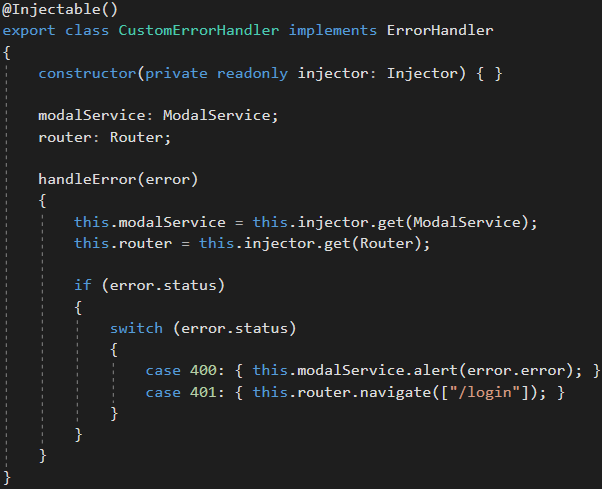 @Injectable()
export class CustomErrorHandler implements ErrorHandler
{
    constructor(private readonly injector: Injector) { }

    modalService: ModalService;
    router: Router;

    handleError(error)
    {
        this.modalService = this.injector.get(ModalService);
        this.router = this.injector.get(Router);

        if (error.status)
        {
            switch (error.status)
            {
                case 400: { this.modalService.alert(error.error); }
                case 401: { this.router.navigate(["/login"]); }
            }
        }
    }
}